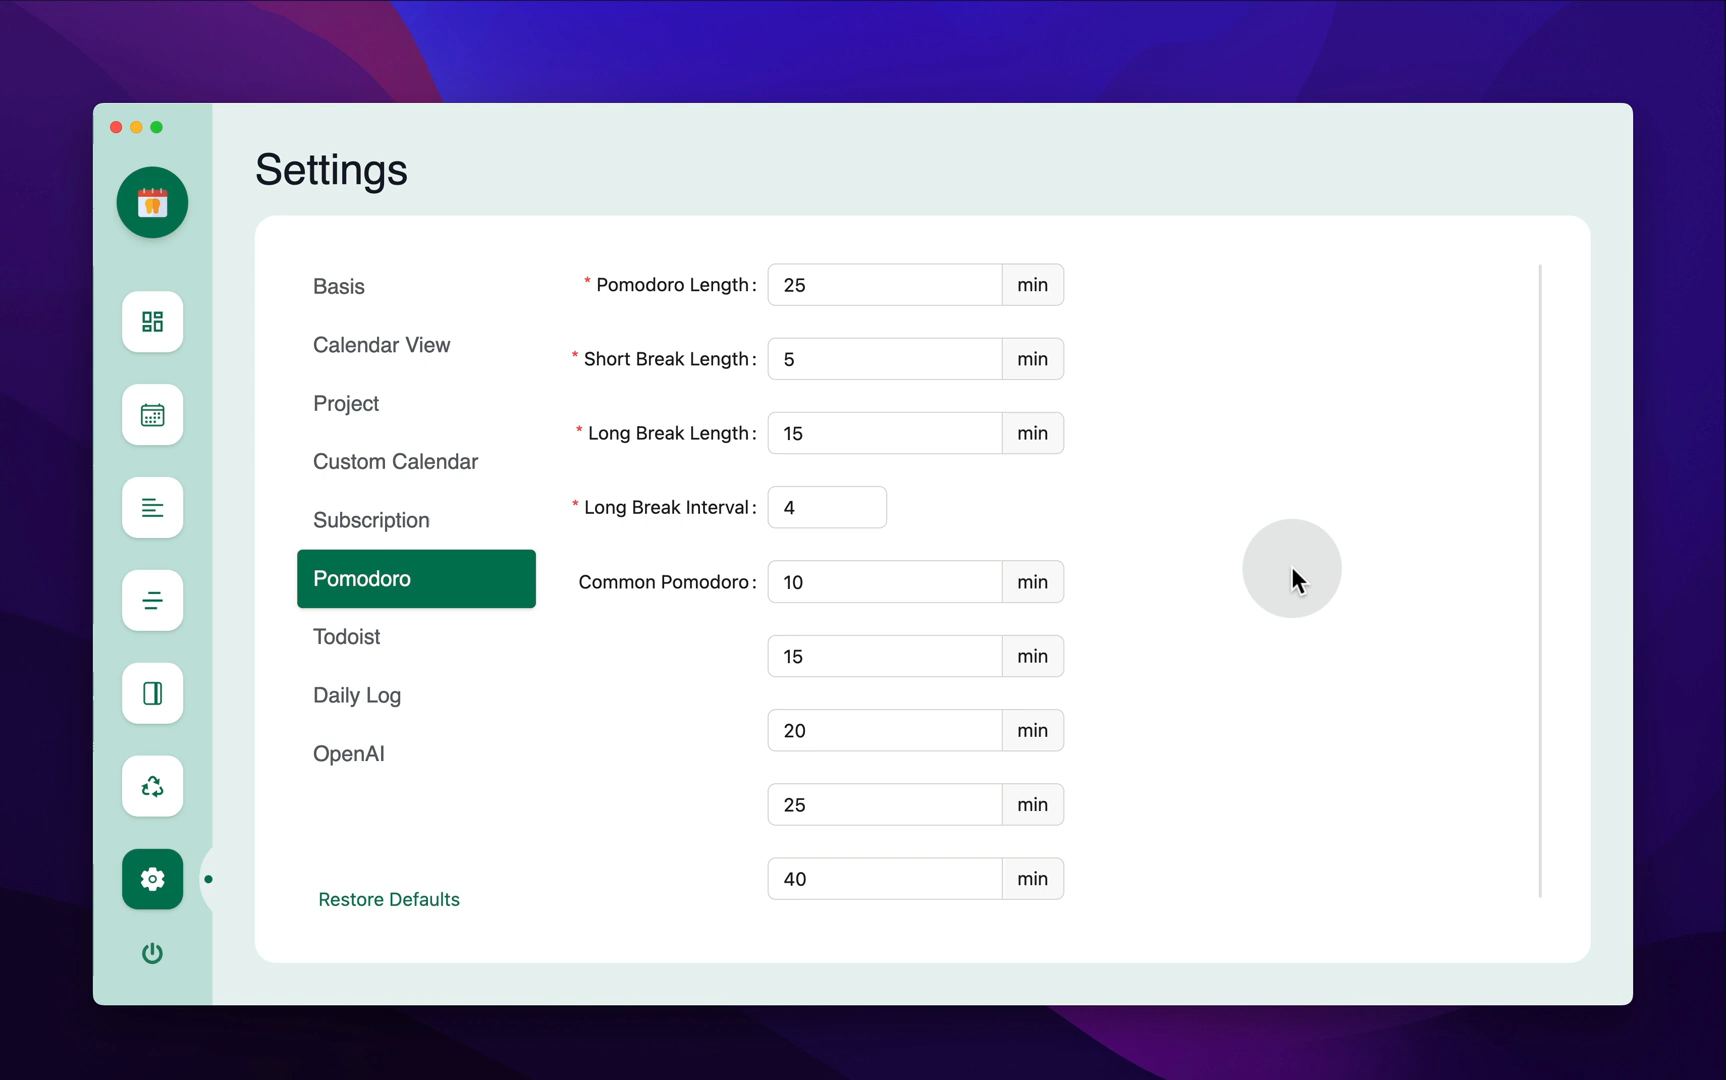 Settings
Basis
Calendar View
Project
Custom Calendar
Subscription
Pomodoro
Todoist
Daily Log
OpenAI
Restore Defaults
* Pomodoro Length: 25 min
* Short Break Length: 5 min
* Long Break Length: 15 min
* Long Break Interval: 4
Common Pomodoro: 10 min
15 min
20 min
25 min
40 min